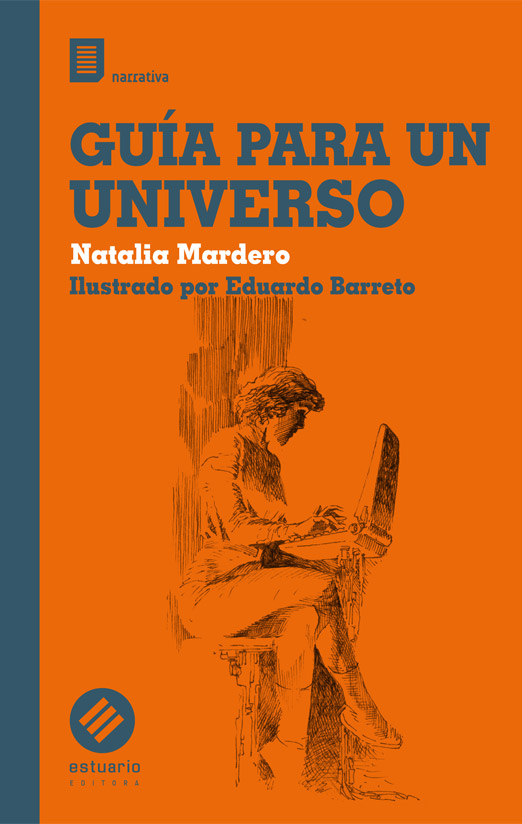 narrativa
GUÍA PARA UN
UNIVERSO
Natalia Mardero
Ilustrado por Eduardo Barreto
estuario
EDITORA